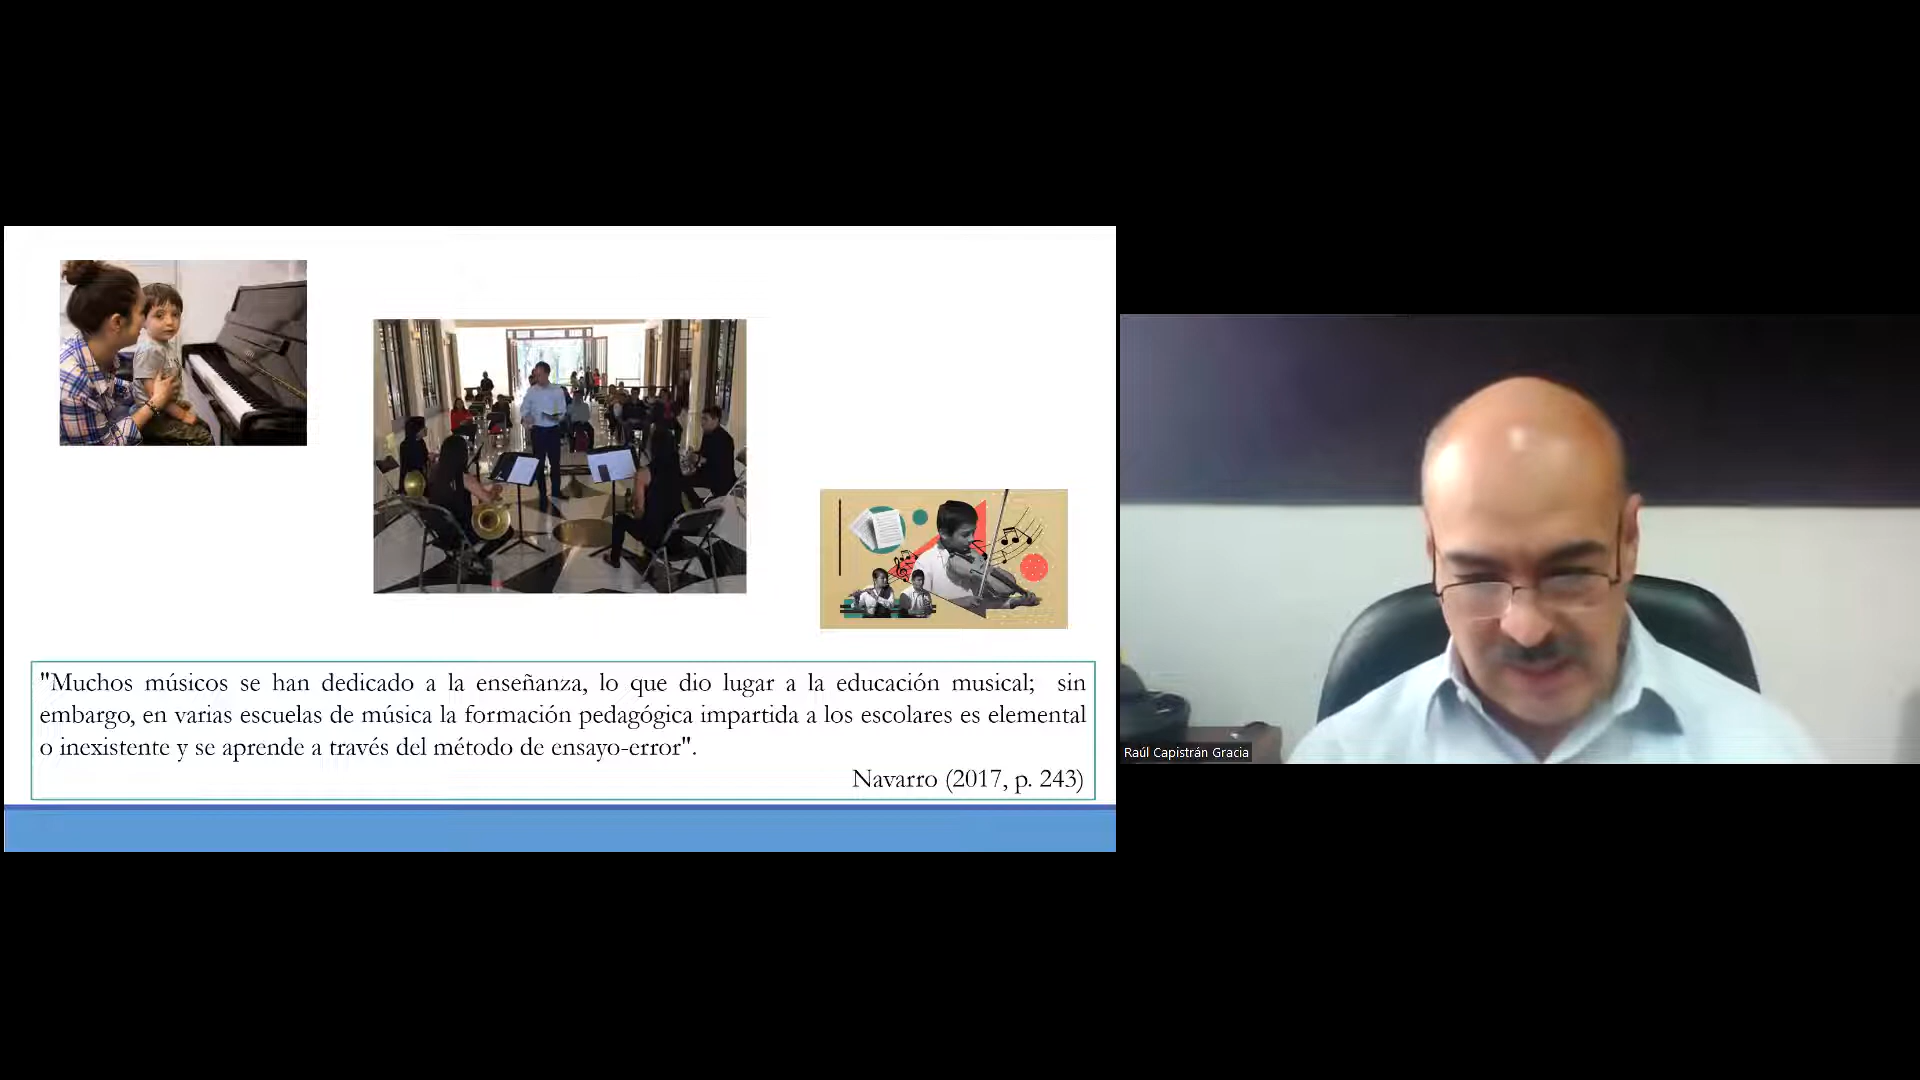 "Muchos músicos se han dedicado a la enseñanza, lo que dio lugar a la educación musical; sin
embargo, en varias escuelas de música la formación pedagógica impartida a los escolares es elemental
o inexistente y se aprende a través del método de ensayo-error".
Navarro (2017, p. 243)
Raúl Capistrán Gracia